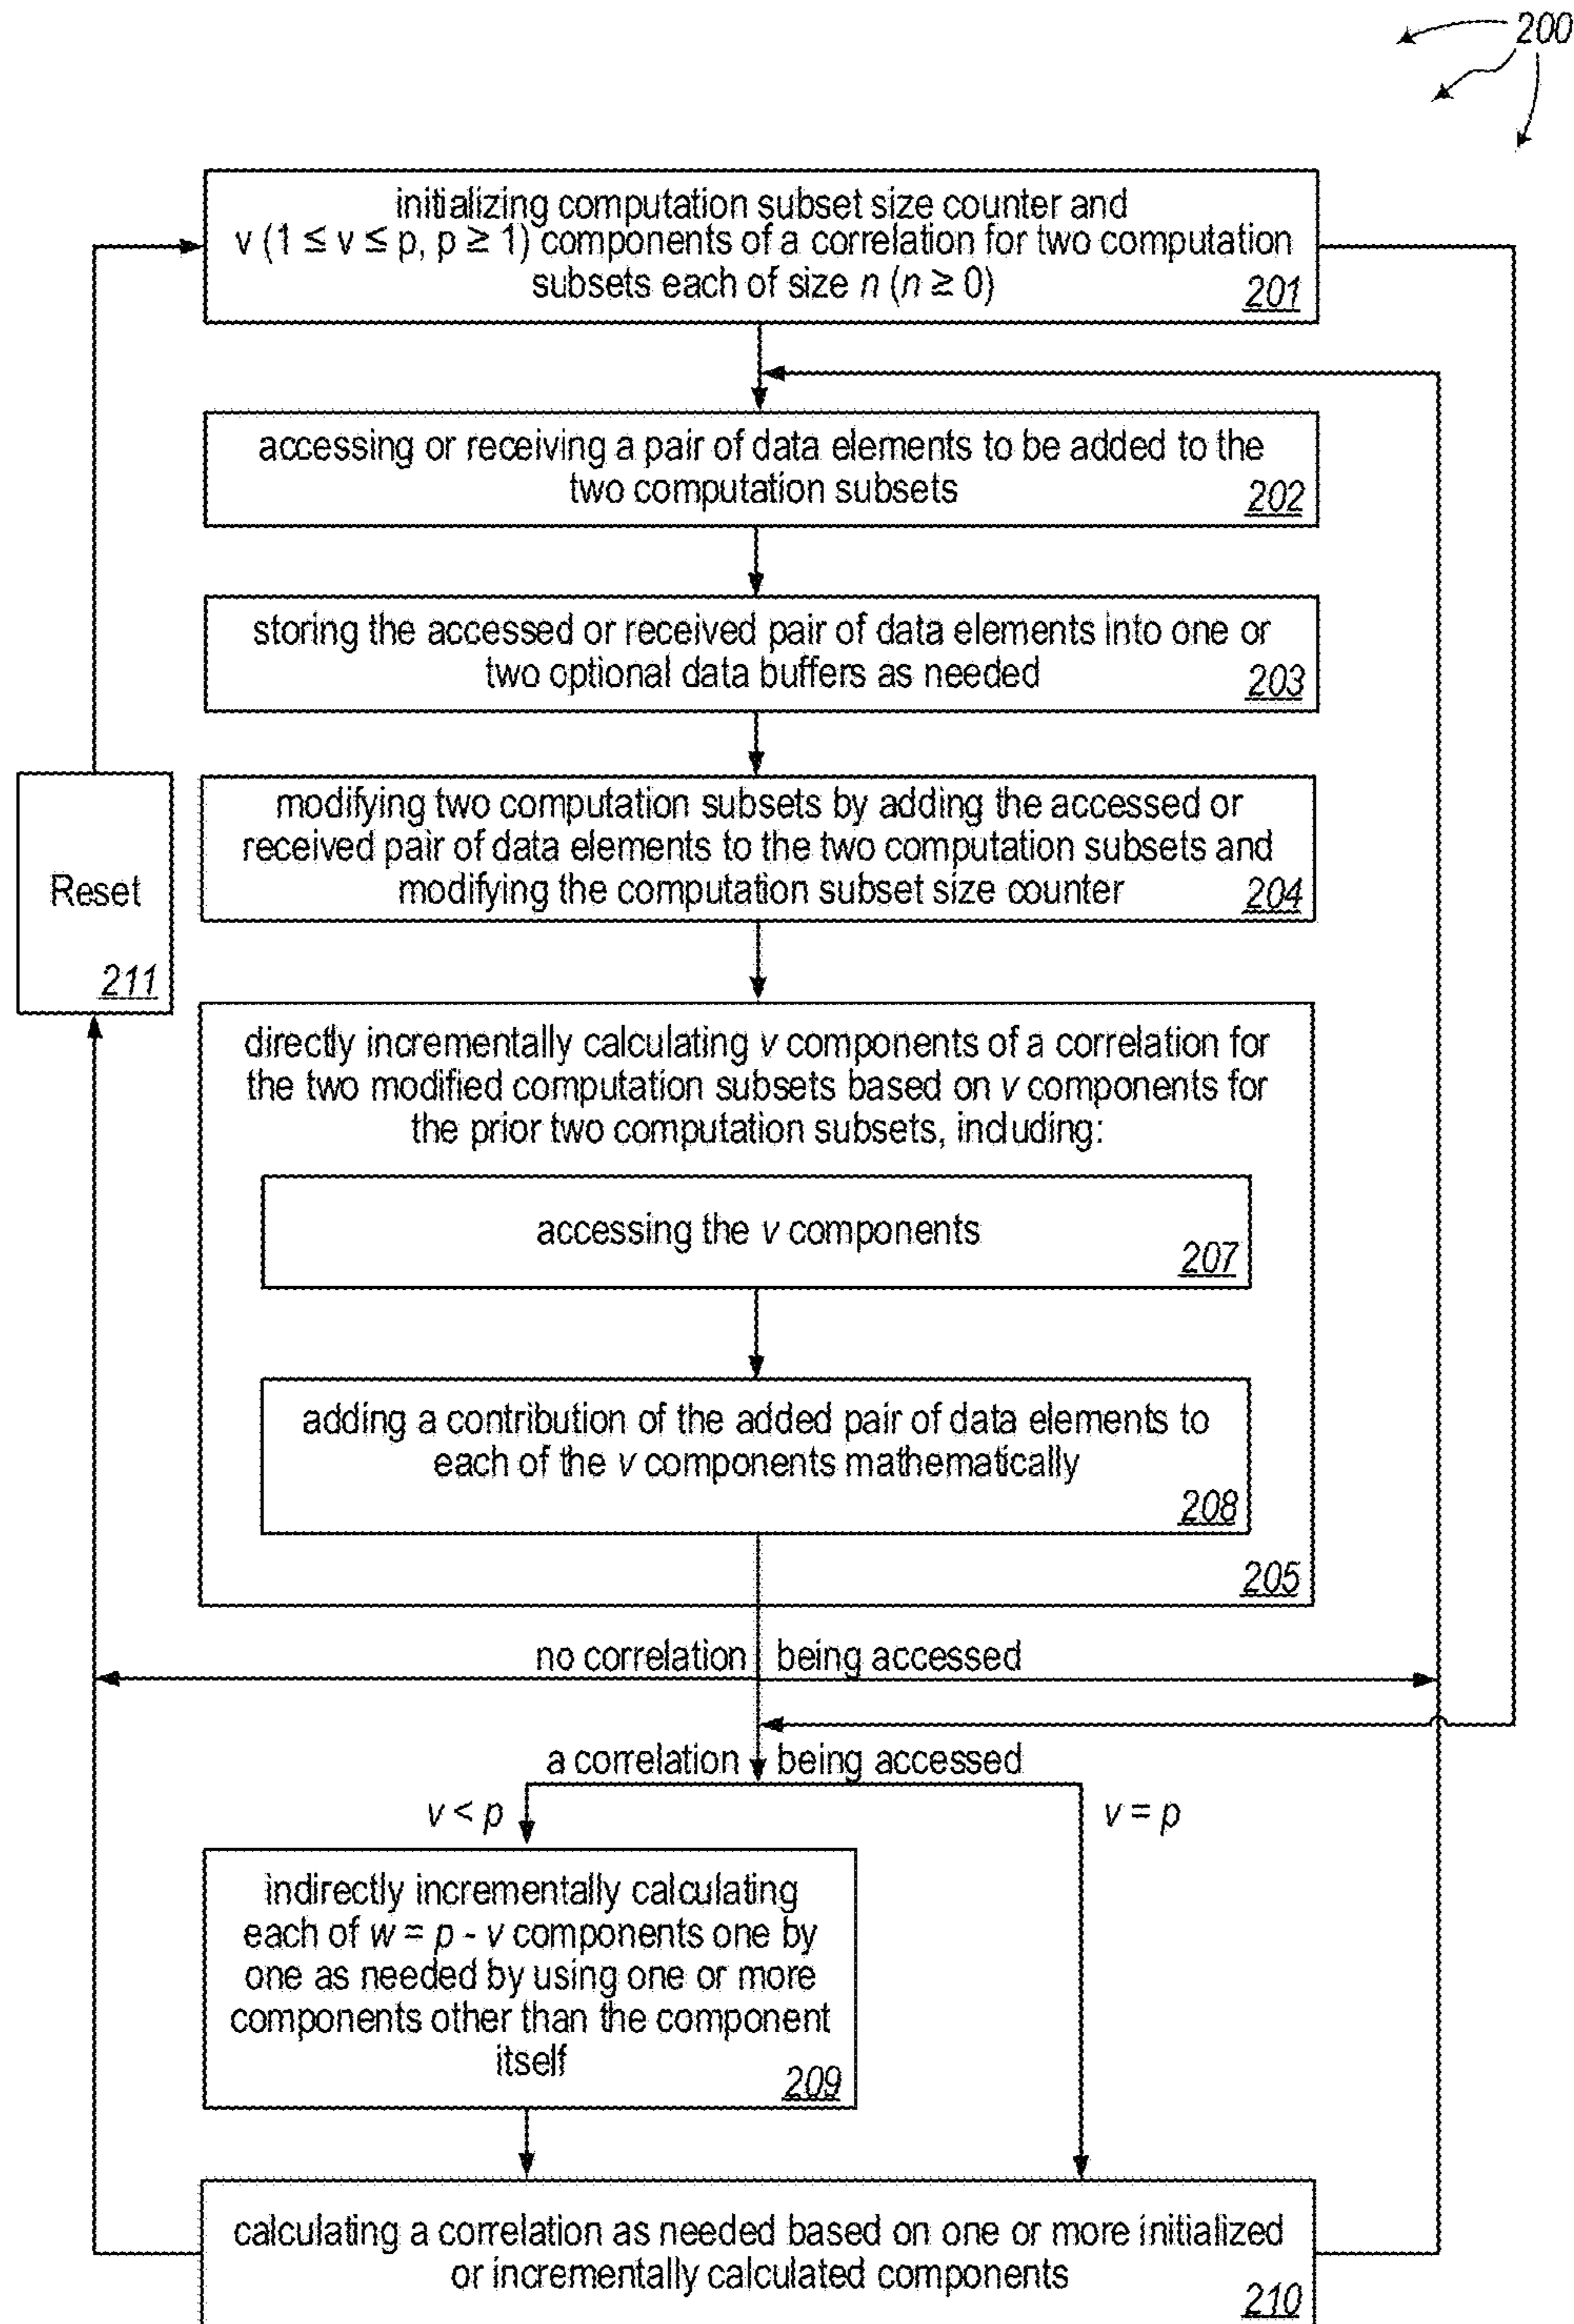 200
initializing computation subset size counter and
v (1 ≤ v ≤ p, p ≥ 1) components of a correlation for two computation
subsets each of size n (n ≥ 0)
201
accessing or receiving a pair of data elements to be added to the
two computation subsets
202
storing the accessed or received pair of data elements into one or
two optional data buffers as needed
203
modifying two computation subsets by adding the accessed or
received pair of data elements to the two computation subsets and
modifying the computation subset size counter
204
Reset
211
directly incrementally calculating v components of a correlation for
the two modified computation subsets based on v components for
the prior two computation subsets, including:
accessing the v components
207
adding a contribution of the added pair of data elements to
each of the v components mathematically
208
205
no correlation being accessed
a correlation being accessed
v < p
v = p
indirectly incrementally calculating
each of w = p - v components one by
one as needed by using one or more
components other than the component
itself
209
calculating a correlation as needed based on one or more initialized
or incrementally calculated components
210